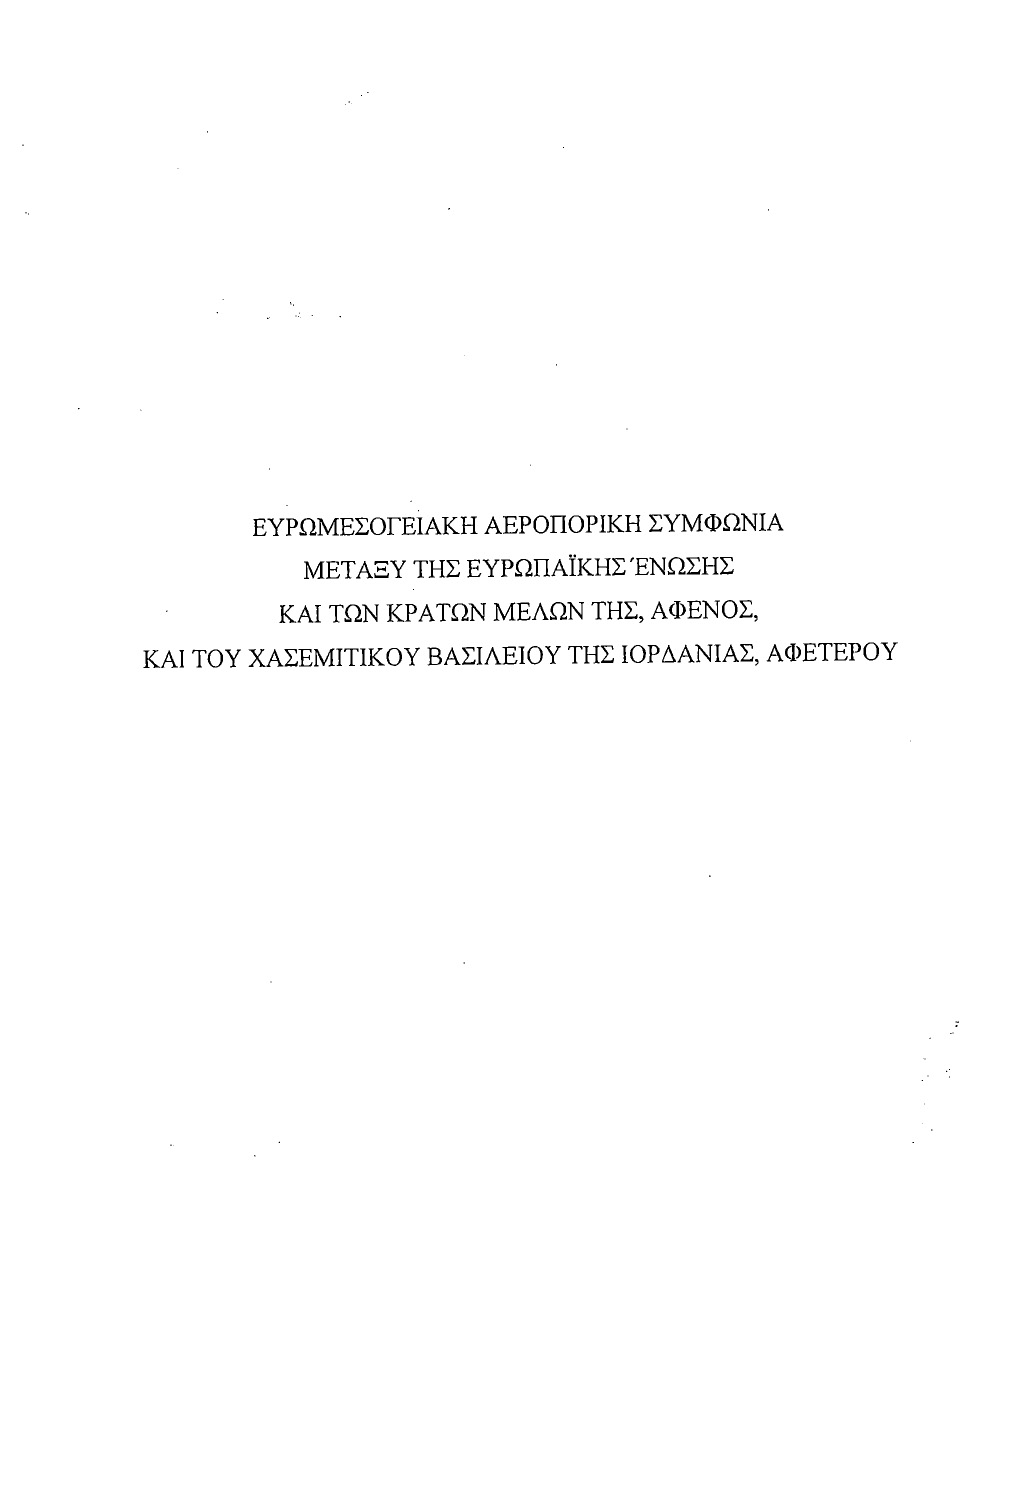 ΕΥΡΩΜΕΣΟΓΕΙΑΚΗ ΑΕΡΟΠΟΡΙΚΗ ΣΥΜΦΩΝΙΑ
ΜΕΤΑΞΥ ΤΗΣ ΕΥΡΩΠΑΪΚΗΣ ΈΝΩΣΗΣ
ΚΑΙ ΤΩΝ ΚΡΑΤΩΝ ΜΕΛΩΝ ΤΗΣ, ΑΦΕΝΟΣ,
ΚΑΙ ΤΟΥ ΧΑΣΕΜΙΤΙΚΟΥ ΒΑΣΙΛΕΙΟΥ ΤΗΣ ΙΟΡΔΑΝΙΑΣ, ΑΦΕΤΕΡΟΥ